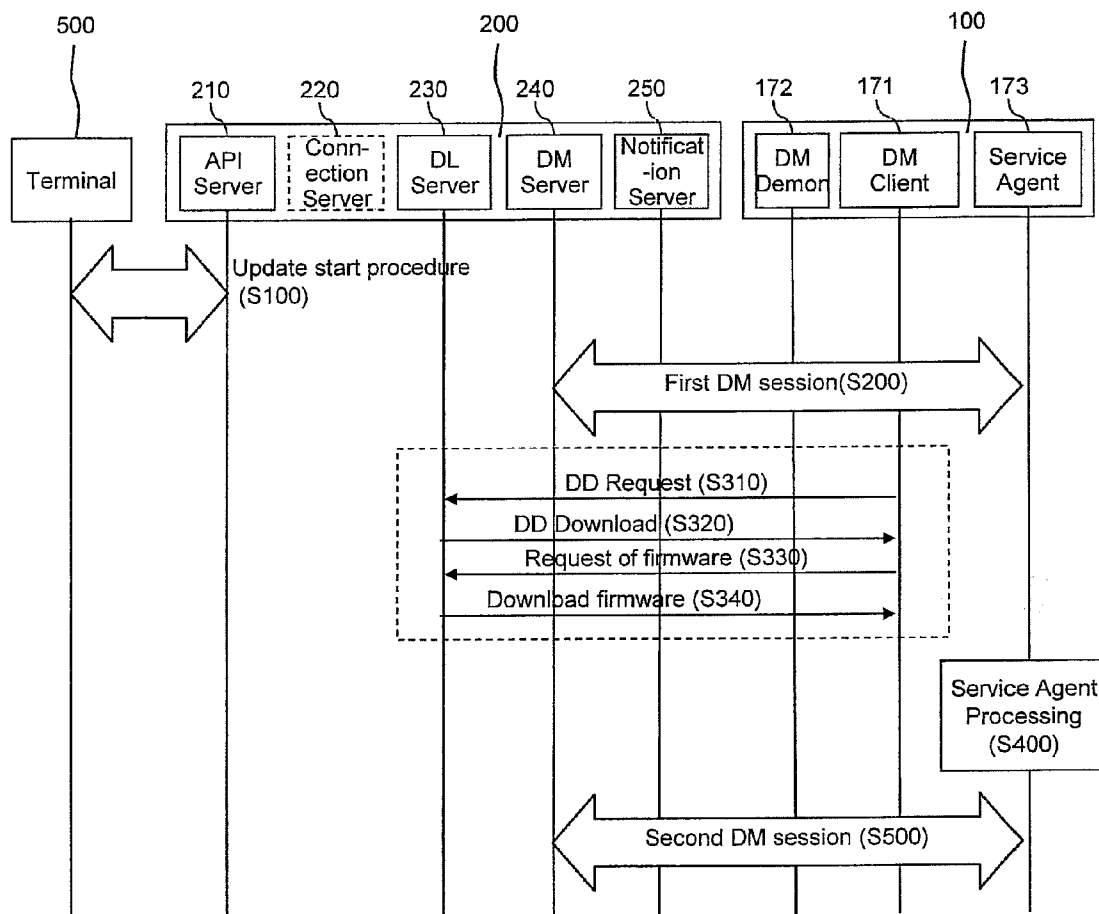 500
200
100
210
220
230
240
250
172
171
173
Terminal
API
Server
Conn-
ection
Server
DL
Server
DM
Server
Notificat
-ion
Server
DM
Demon
DM
Client
Service
Agent
Update start procedure
(S100)
First DM session(S200)
DD Request (S310)
DD Download (S320)
Request of firmware (S330)
Download firmware (S340)
Service Agent
Processing
(S400)
Second DM session (S500)